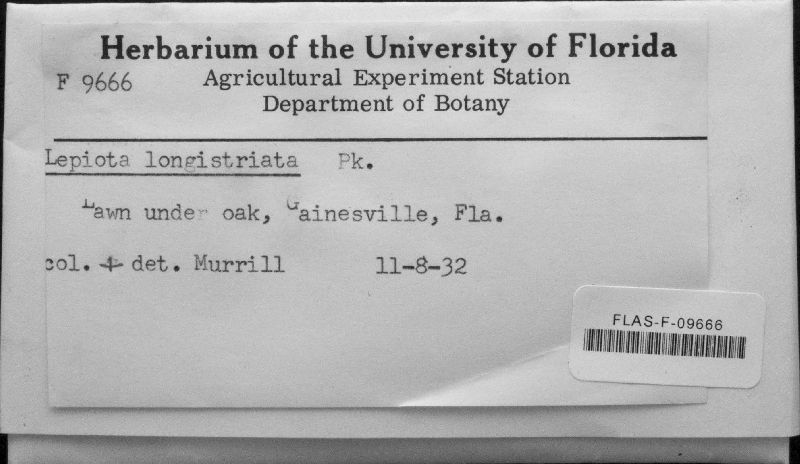 Herbarium of the University of Florida
F 9666 Agricultural Experiment Station
Department of Botany
Lepiota longistriata Pk.
Lawn under oak, Gainesville, Fla.
col. + det. Murrill 11-8-32
FLAS-F-09666